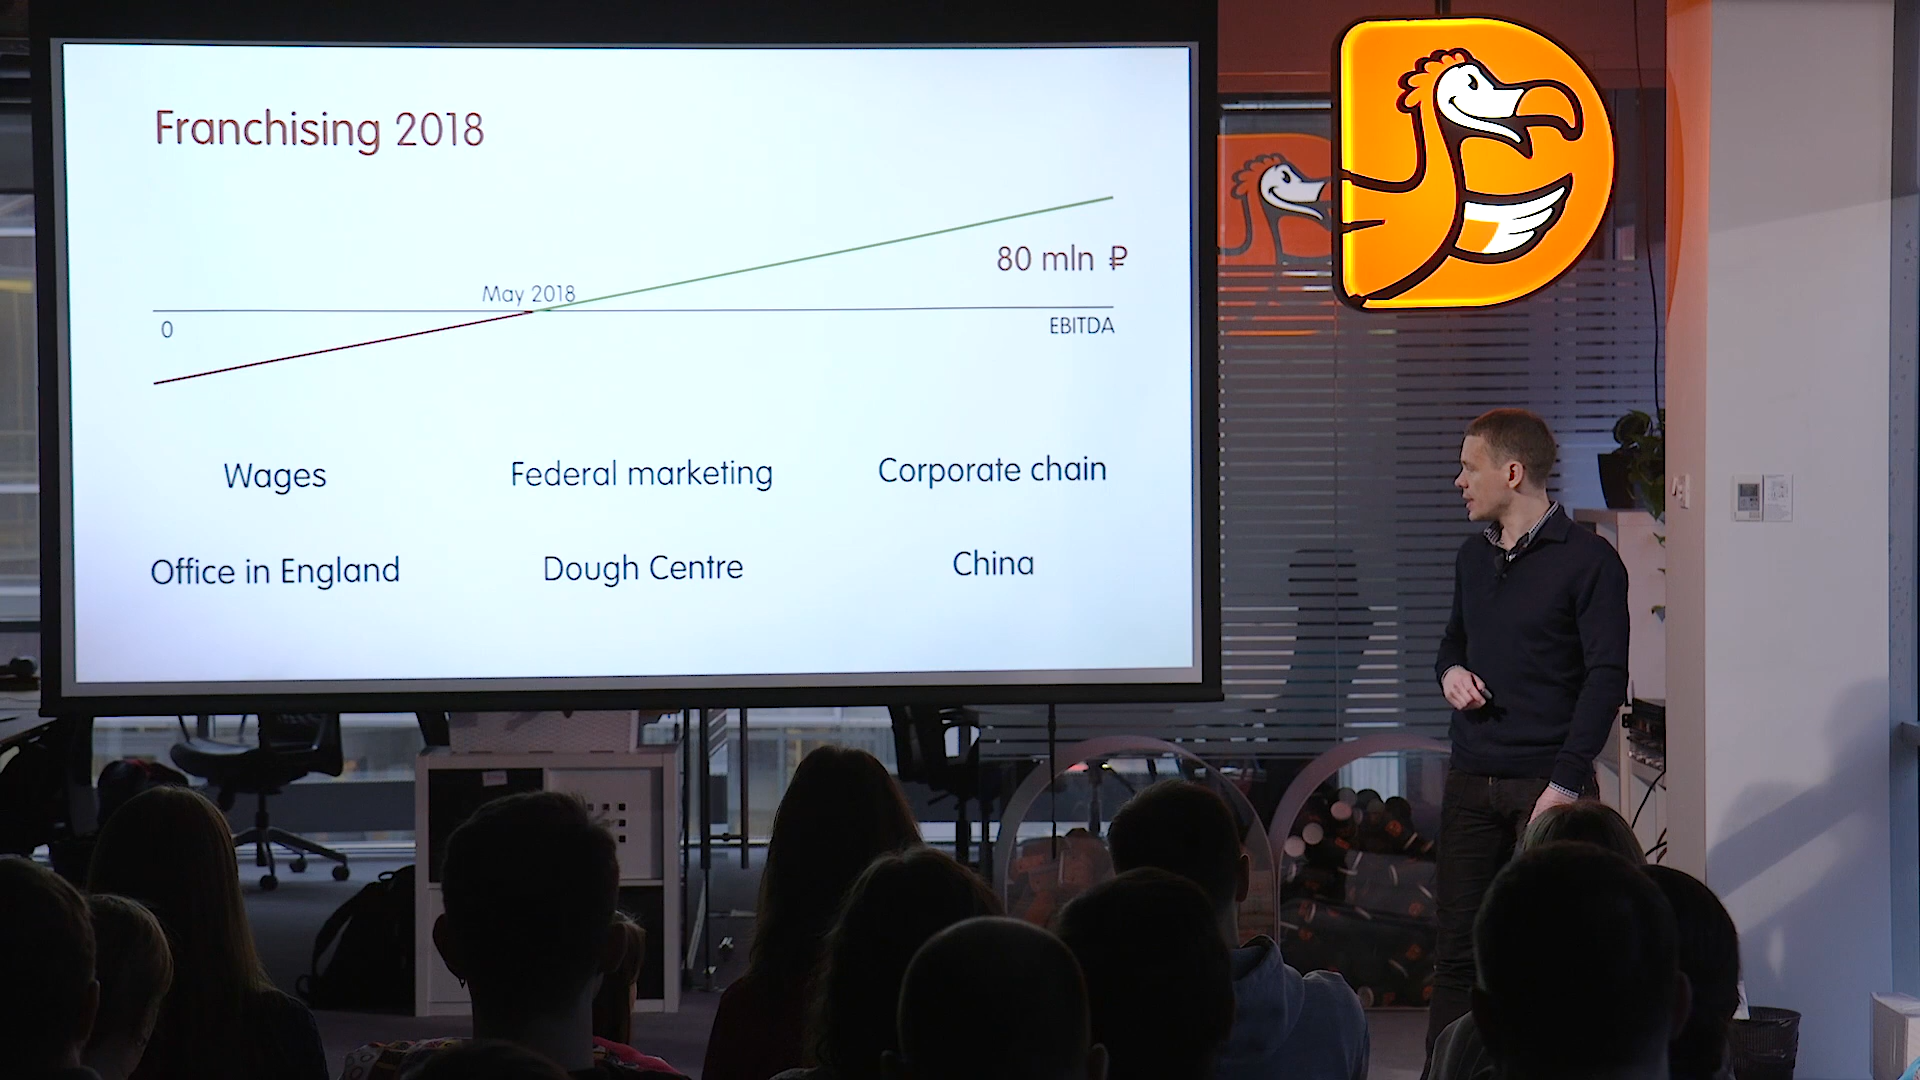 Franchising 2018
80 mln ₽
May 2018
0
EBITDA
Wages
Federal marketing
Corporate chain
Office in England
Dough Centre
China